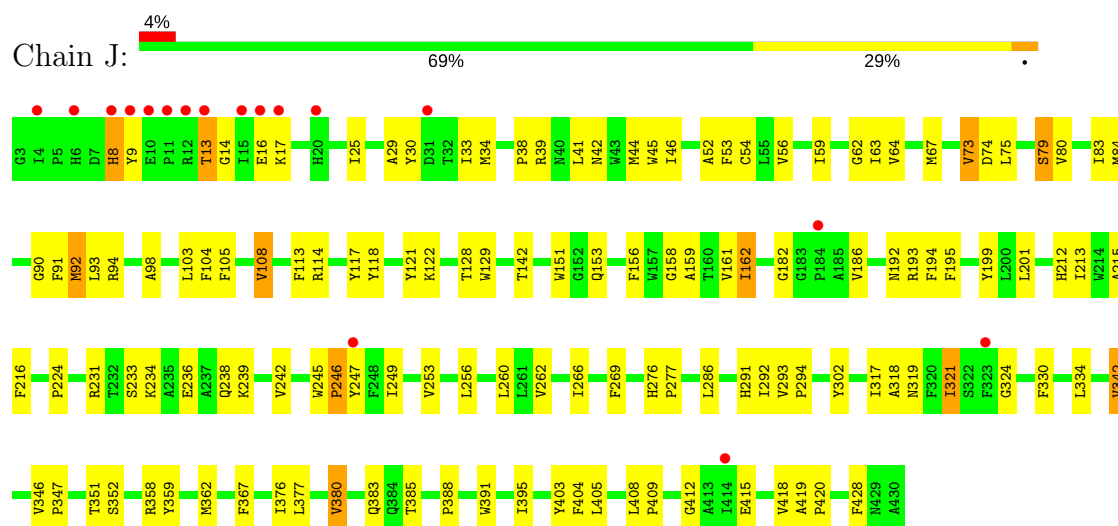 4%
Chain J:
69% 29% •
G3 I4 P5 H6 D7 H8 Y9 E10 P11 R12 T13 G14 I15 E16 K17 H20 I25 A29 Y30 D31 T32 I33 M34 P38 R39 N40 L41 N42 W43 M44 W45 I46 A52 F53 C54 L55 V56 I59 G62 I63 V64 M67 V73 D74 L75 S79 V80 I83 M84
G90 F91 M92 L93 R94 A98 L103 F104 F105 V108 F113 R114 Y117 Y118 Y121 K122 T128 W129 T142 W151 G152 Q153 F156 W157 G158 A159 T160 V161 I162 G182 G183 P184 A185 V186 N192 R193 F194 F195 Y199 L200 L201 H212 I213 W214 A215
F216 P224 R231 T232 S233 K234 A235 E236 A237 Q238 K239 V242 W245 P246 Y247 F248 I249 V253 L256 L260 L261 V262 I266 F269 H276 P277 L286 H291 I292 V293 P294 Y302 I317 A318 N319 F320 I321 S322 F323 G324 F330 L334 V342
V346 P347 T351 S352 R358 Y359 M362 F367 I376 L377 V380 Q383 Q384 T385 P388 W391 I395 Y403 F404 L405 L408 P409 G412 A413 I414 E415 V418 A419 P420 F428 N429 A430